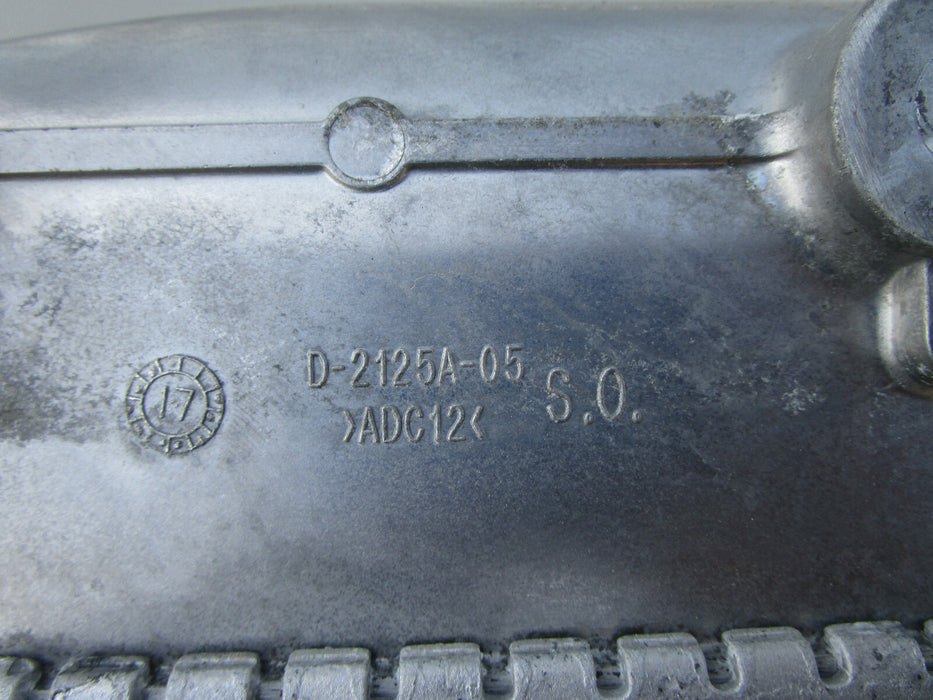 17
D-2125A-05
>ADC12<
S.O.